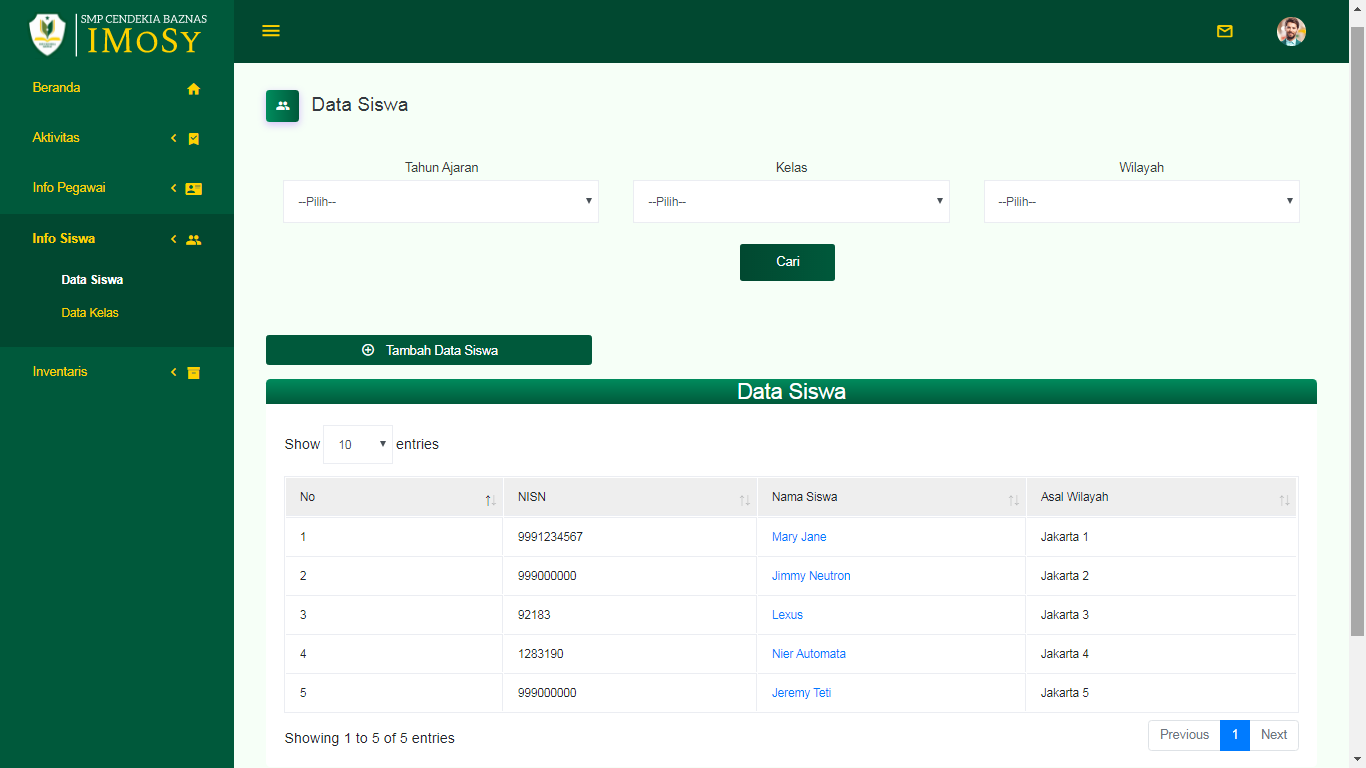 SMP CENDEKIA BAZNAS
IMoSy
Beranda
Aktivitas
Info Pegawai
Info Siswa
Data Siswa
Data Kelas
Inventaris
Data Siswa
Tahun Ajaran Kelas Wilayah
--Pilih-- --Pilih-- --Pilih--
Cari
Tambah Data Siswa
Data Siswa
Show 10 entries
No NISN Nama Siswa Asal Wilayah
1 9991234567 Mary Jane Jakarta 1
2 999000000 Jimmy Neutron Jakarta 2
3 92183 Lexus Jakarta 3
4 1283190 Nier Automata Jakarta 4
5 999000000 Jeremy Teti Jakarta 5
Showing 1 to 5 of 5 entries
Previous 1 Next